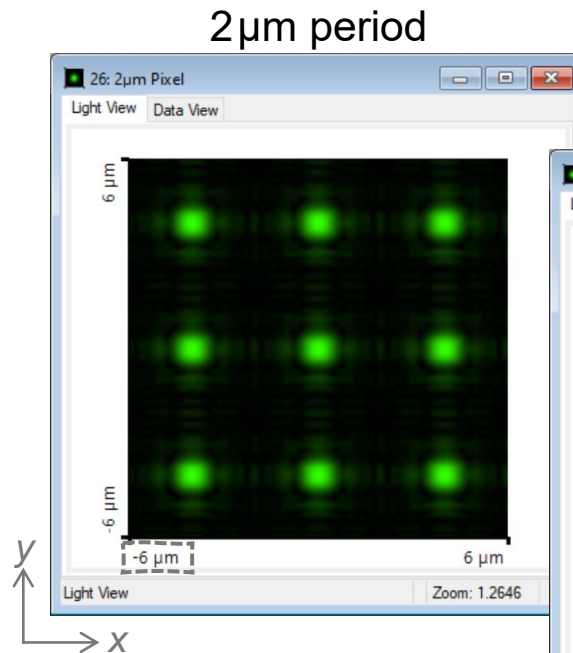 2µm period
26: 2µm Pixel
Light View Data View
6 µm
-6 µm
-6 µm 6 µm
y
Light View Zoom: 1.2646
x